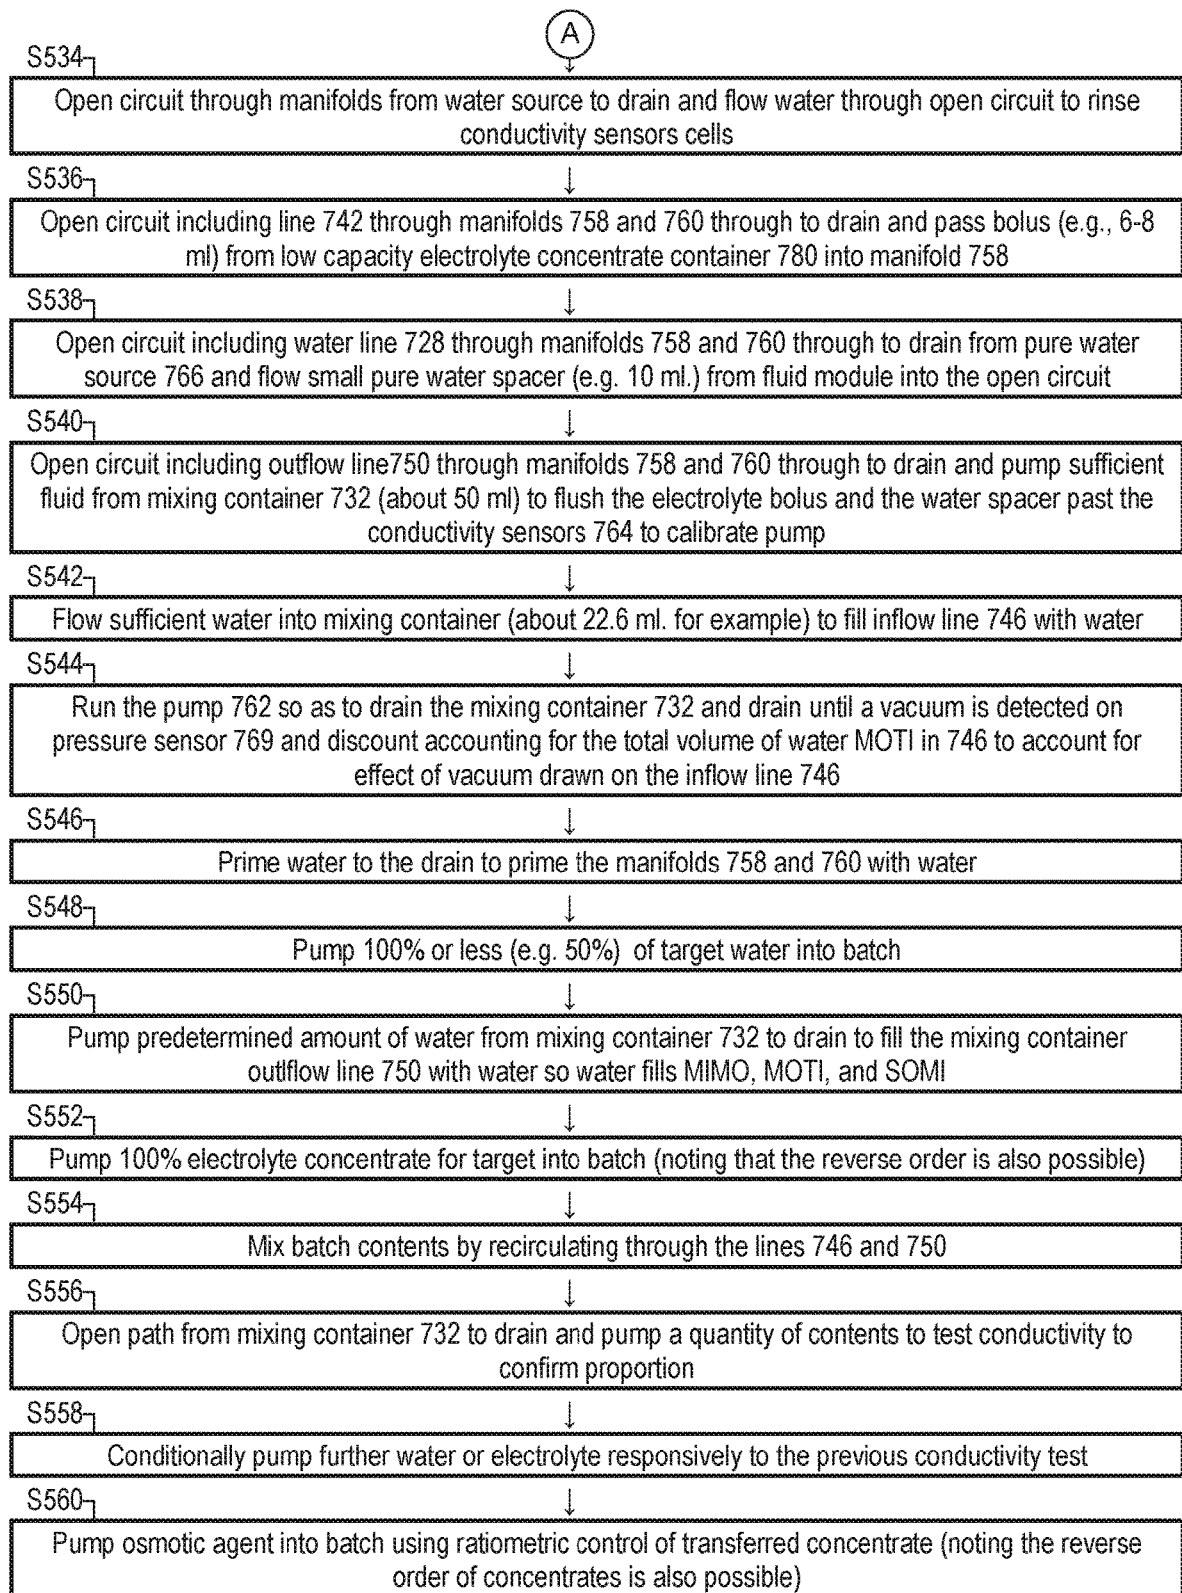 A
S534
Open circuit through manifolds from water source to drain and flow water through open circuit to rinse
conductivity sensors cells
S536
Open circuit including line 742 through manifolds 758 and 760 through to drain and pass bolus (e.g., 6-8
ml) from low capacity electrolyte concentrate container 780 into manifold 758
S538
Open circuit including water line 728 through manifolds 758 and 760 through to drain from pure water
source 766 and flow small pure water spacer (e.g. 10 ml.) from fluid module into the open circuit
S540
Open circuit including outflow line750 through manifolds 758 and 760 through to drain and pump sufficient
fluid from mixing container 732 (about 50 ml) to flush the electrolyte bolus and the water spacer past the
conductivity sensors 764 to calibrate pump
S542
Flow sufficient water into mixing container (about 22.6 ml. for example) to fill inflow line 746 with water
S544
Run the pump 762 so as to drain the mixing container 732 and drain until a vacuum is detected on
pressure sensor 769 and discount accounting for the total volume of water MOTI in 746 to account for
effect of vacuum drawn on the inflow line 746
S546
Prime water to the drain to prime the manifolds 758 and 760 with water
S548
Pump 100% or less (e.g. 50%) of target water into batch
S550
Pump predetermined amount of water from mixing container 732 to drain to fill the mixing container
outlflow line 750 with water so water fills MIMO, MOTI, and SOMI
S552
Pump 100% electrolyte concentrate for target into batch (noting that the reverse order is also possible)
S554
Mix batch contents by recirculating through the lines 746 and 750
S556
Open path from mixing container 732 to drain and pump a quantity of contents to test conductivity to
confirm proportion
S558
Conditionally pump further water or electrolyte responsively to the previous conductivity test
S560
Pump osmotic agent into batch using ratiometric control of transferred concentrate (noting the reverse
order of concentrates is also possible)